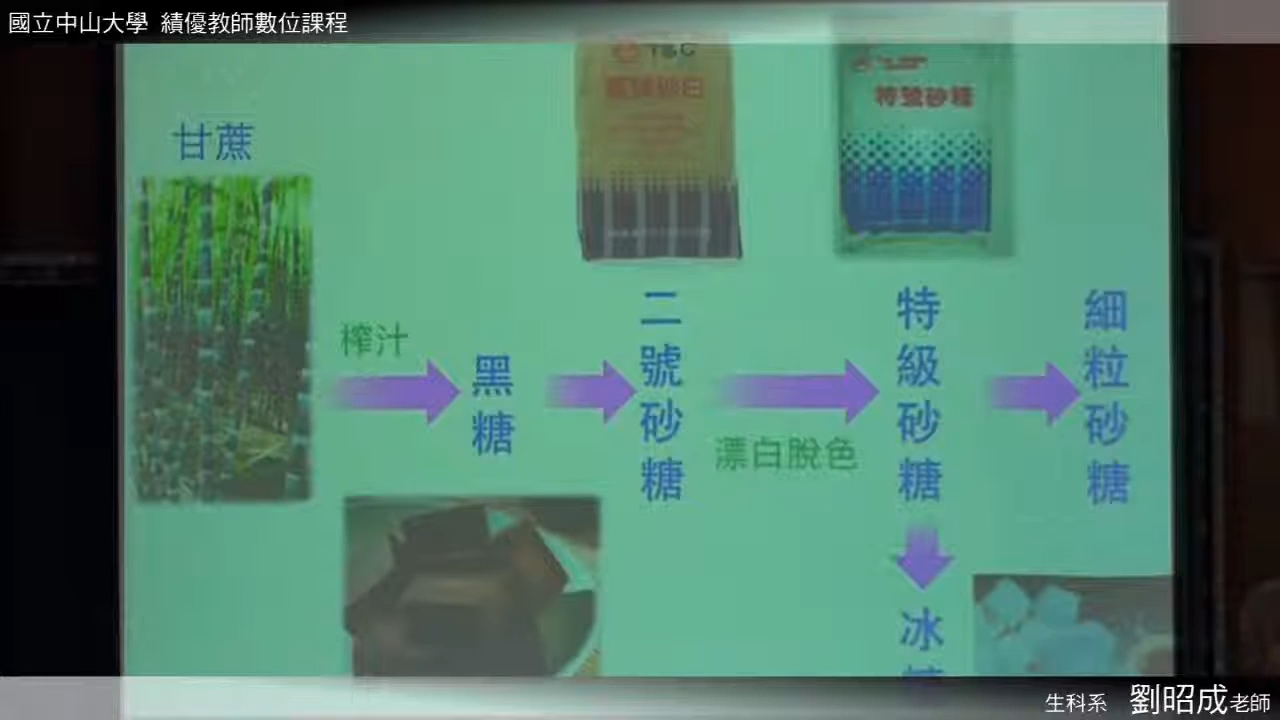 國立中山大學 績優教師數位課程
甘蔗
特號砂糖
榨汁
黑糖
二號砂糖
漂白脫色
特級砂糖
細粒砂糖
冰
生科系 劉昭成老師